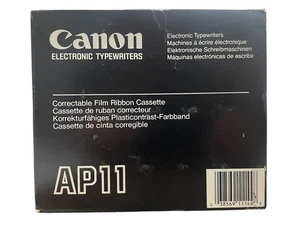 Canon
ELECTRONIC TYPEWRITERS
Electronic Typewriters
Machines à écrire électronique
Elektronische Schreibmaschinen
Máquinas electrónicas de escribir
Correctable Film Ribbon Cassette
Cassette de ruban correcteur
Korrekturfähiges Plasticontrast-Farbband
Cassette de cinta corregible
AP11